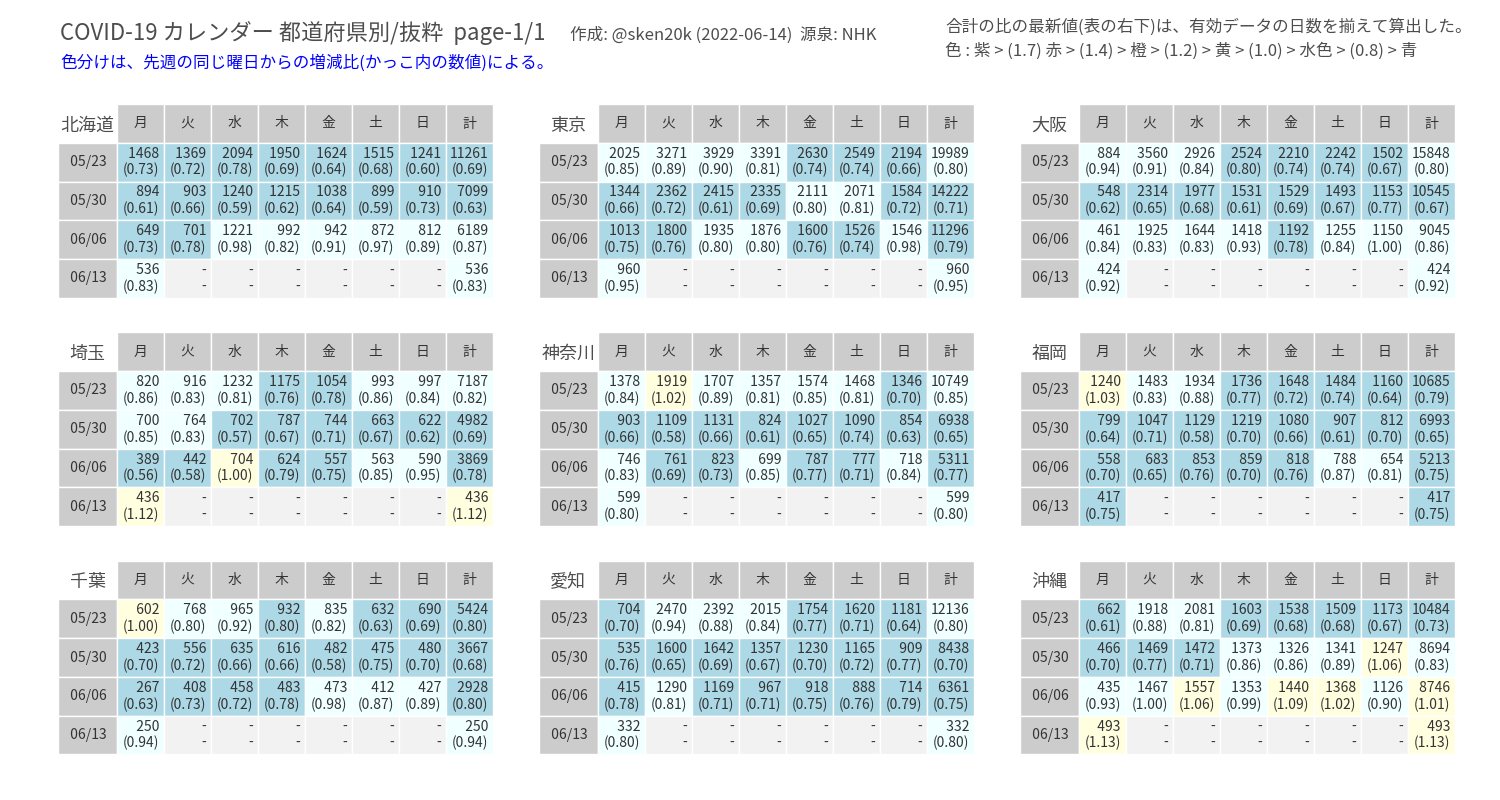 COVID-19 カレンダー 都道府県別/抜粋 page-1/1
作成: @sken20k (2022-06-14) 源泉: NHK
合計の比の最新値(表の右下)は、有効データの日数を揃えて算出した。
色分けは、先週の同じ曜日からの増減比(かっこ内の数値)による。
色 : 紫 > (1.7) 赤 > (1.4) > 橙 > (1.2) > 黄 > (1.0) > 水色 > (0.8) > 青
北海道 月 火 水 木 金 土 日 計
05/23 1468 1369 2094 1950 1624 1515 1241 11261
(0.73) (0.72) (0.78) (0.69) (0.64) (0.68) (0.60) (0.69)
05/30 894 903 1240 1215 1038 899 910 7099
(0.61) (0.66) (0.59) (0.62) (0.64) (0.59) (0.73) (0.63)
06/06 649 701 1221 992 942 872 812 6189
(0.73) (0.78) (0.98) (0.82) (0.91) (0.97) (0.89) (0.87)
06/13 536 - - - - - - 536
(0.83) - - - - - - (0.83)
東京 月 火 水 木 金 土 日 計
05/23 2025 3271 3929 3391 2630 2549 2194 19989
(0.85) (0.89) (0.90) (0.81) (0.74) (0.74) (0.66) (0.80)
05/30 1344 2362 2415 2335 2111 2071 1584 14222
(0.66) (0.72) (0.61) (0.69) (0.80) (0.81) (0.72) (0.71)
06/06 1013 1800 1935 1876 1600 1526 1546 11296
(0.75) (0.76) (0.80) (0.80) (0.76) (0.74) (0.98) (0.79)
06/13 960 - - - - - - 960
(0.95) - - - - - - (0.95)
大阪 月 火 水 木 金 土 日 計
05/23 884 3560 2926 2524 2210 2242 1502 15848
(0.94) (0.91) (0.84) (0.80) (0.74) (0.74) (0.67) (0.80)
05/30 548 2314 1977 1531 1529 1493 1153 10545
(0.62) (0.65) (0.68) (0.61) (0.69) (0.67) (0.77) (0.67)
06/06 461 1925 1644 1418 1192 1255 1150 9045
(0.84) (0.83) (0.83) (0.93) (0.78) (0.84) (1.00) (0.86)
06/13 424 - - - - - - 424
(0.92) - - - - - - (0.92)
埼玉 月 火 水 木 金 土 日 計
05/23 820 916 1232 1175 1054 993 997 7187
(0.86) (0.83) (0.81) (0.76) (0.78) (0.86) (0.84) (0.82)
05/30 700 764 702 787 744 663 622 4982
(0.85) (0.83) (0.57) (0.67) (0.71) (0.67) (0.62) (0.69)
06/06 389 442 704 624 557 563 590 3869
(0.56) (0.58) (1.00) (0.79) (0.75) (0.85) (0.95) (0.78)
06/13 436 - - - - - - 436
(1.12) - - - - - - (1.12)
神奈川 月 火 水 木 金 土 日 計
05/23 1378 1919 1707 1357 1574 1468 1346 10749
(0.84) (1.02) (0.89) (0.81) (0.85) (0.81) (0.70) (0.85)
05/30 903 1109 1131 824 1027 1090 854 6938
(0.66) (0.58) (0.66) (0.61) (0.65) (0.74) (0.63) (0.65)
06/06 746 761 823 699 787 777 718 5311
(0.83) (0.69) (0.73) (0.85) (0.77) (0.71) (0.84) (0.77)
06/13 599 - - - - - - 599
(0.80) - - - - - - (0.80)
福岡 月 火 水 木 金 土 日 計
05/23 1240 1483 1934 1736 1648 1484 1160 10685
(1.03) (0.83) (0.88) (0.77) (0.72) (0.74) (0.64) (0.79)
05/30 799 1047 1129 1219 1080 907 812 6993
(0.64) (0.71) (0.58) (0.70) (0.66) (0.61) (0.70) (0.65)
06/06 558 683 853 859 818 788 654 5213
(0.70) (0.65) (0.76) (0.70) (0.76) (0.87) (0.81) (0.75)
06/13 417 - - - - - - 417
(0.75) - - - - - - (0.75)
千葉 月 火 水 木 金 土 日 計
05/23 602 768 965 932 835 632 690 5424
(1.00) (0.80) (0.92) (0.80) (0.82) (0.63) (0.69) (0.80)
05/30 423 556 635 616 482 475 480 3667
(0.70) (0.72) (0.66) (0.66) (0.58) (0.75) (0.70) (0.68)
06/06 267 408 458 483 473 412 427 2928
(0.63) (0.73) (0.72) (0.78) (0.98) (0.87) (0.89) (0.80)
06/13 250 - - - - - - 250
(0.94) - - - - - - (0.94)
愛知 月 火 水 木 金 土 日 計
05/23 704 2470 2392 2015 1754 1620 1181 12136
(0.70) (0.94) (0.88) (0.84) (0.77) (0.71) (0.64) (0.80)
05/30 535 1600 1642 1357 1230 1165 909 8438
(0.76) (0.65) (0.69) (0.67) (0.70) (0.72) (0.77) (0.70)
06/06 415 1290 1169 967 918 888 714 6361
(0.78) (0.81) (0.71) (0.71) (0.75) (0.76) (0.79) (0.75)
06/13 332 - - - - - - 332
(0.80) - - - - - - (0.80)
沖縄 月 火 水 木 金 土 日 計
05/23 662 1918 2081 1603 1538 1509 1173 10484
(0.61) (0.88) (0.81) (0.69) (0.68) (0.68) (0.67) (0.73)
05/30 466 1469 1472 1373 1326 1341 1247 8694
(0.70) (0.77) (0.71) (0.86) (0.86) (0.89) (1.06) (0.83)
06/06 435 1467 1557 1353 1440 1368 1126 8746
(0.93) (1.00) (1.06) (0.99) (1.09) (1.02) (0.90) (1.01)
06/13 493 - - - - - - 493
(1.13) - - - - - - (1.13)